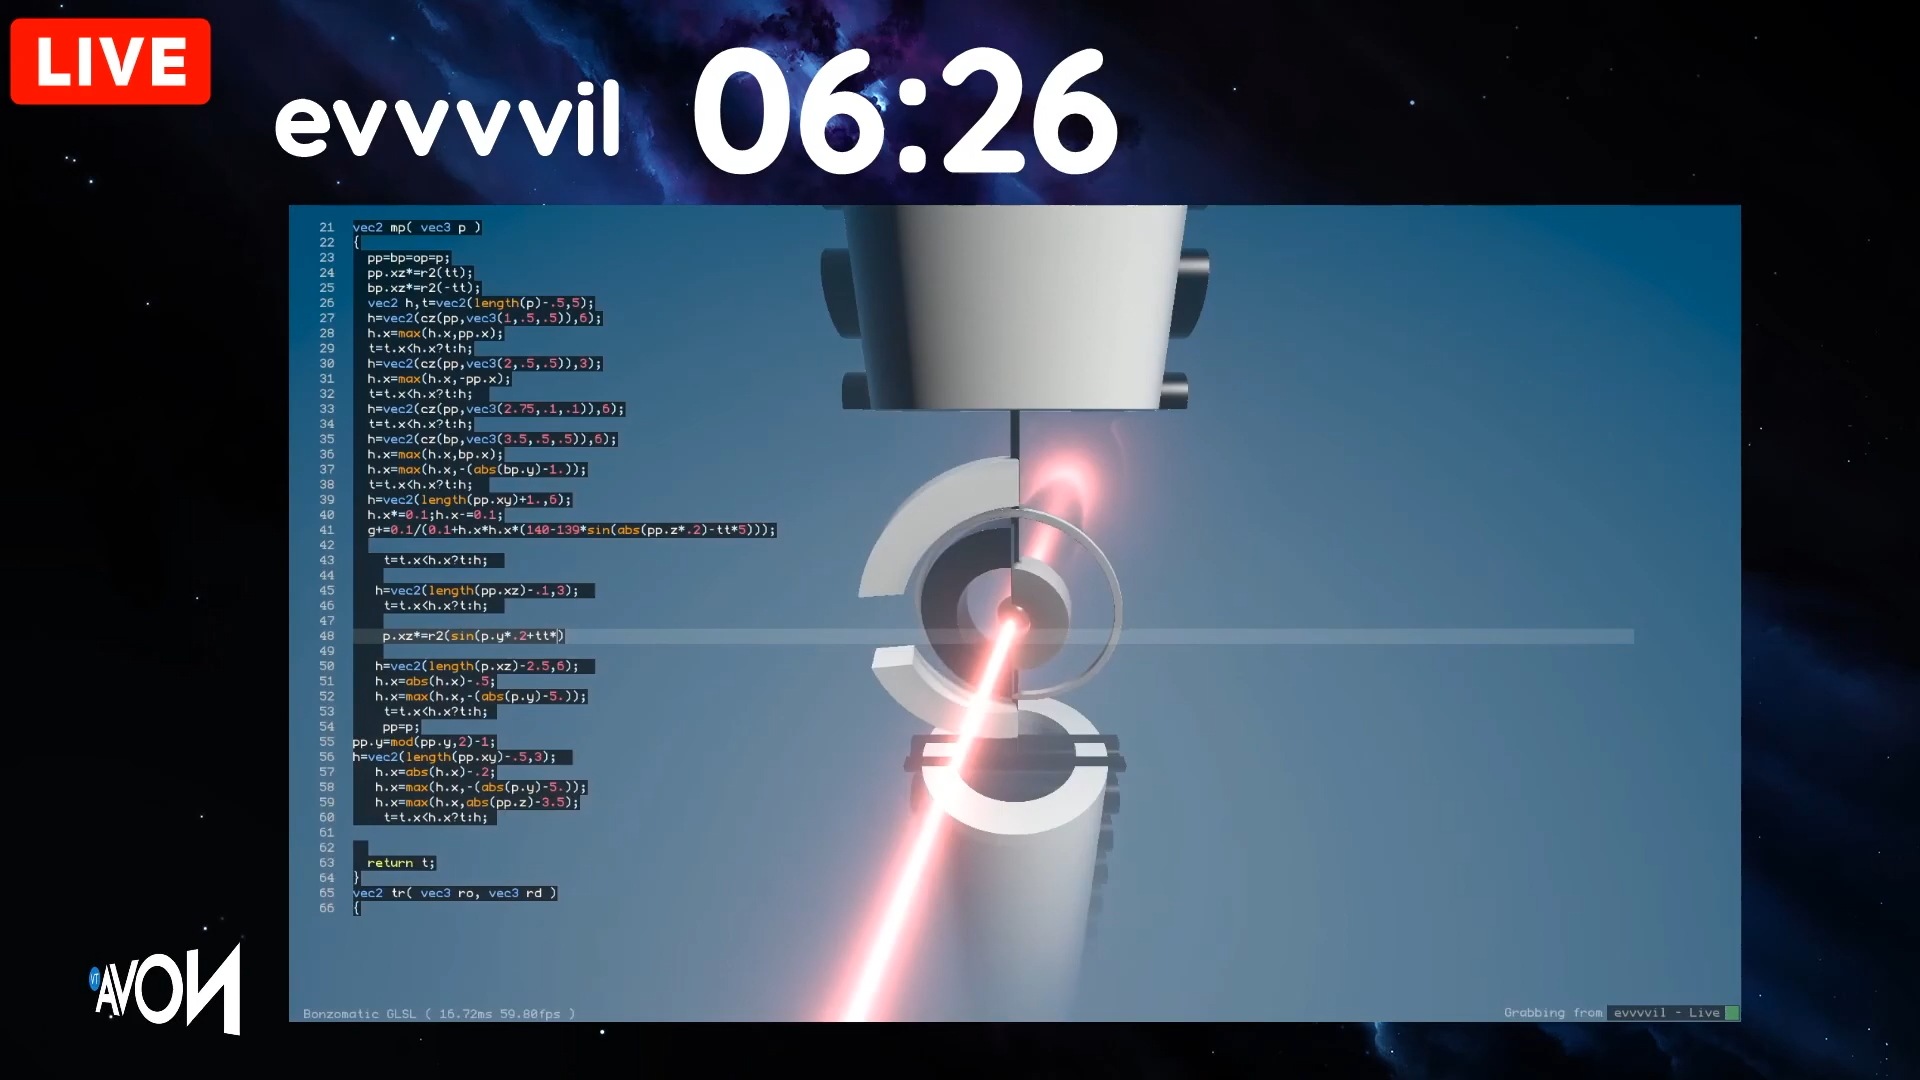 LIVE
evvvvil 06:26
21 vec2 mp( vec3 p )
22 {
23 pp=bp=op=p;
24 pp.xz*=r2(tt);
25 bp.xz*=r2(-tt);
26 vec2 h,t=vec2(length(p)-.5,5);
27 h=vec2(cz(pp,vec3(1,.5,.5)),6);
28 h.x=max(h.x,pp.x);
29 t=t.x<h.x?t:h;
30 h=vec2(cz(pp,vec3(2,.5,.5)),3);
31 h.x=max(h.x,-pp.x);
32 t=t.x<h.x?t:h;
33 h=vec2(cz(pp,vec3(2.75,.1,.1)),6);
34 t=t.x<h.x?t:h;
35 h=vec2(cz(bp,vec3(3.5,.5,.5)),6);
36 h.x=max(h.x,bp.x);
37 h.x=max(h.x,-(abs(bp.y)-1.));
38 t=t.x<h.x?t:h;
39 h=vec2(length(pp.xy)+1.,6);
40 h.x*=0.1;h.x-=0.1;
41 g+=0.1/(0.1+h.x*h.x*(140-139*sin(abs(pp.z*.2)-tt*5)));
42
43 t=t.x<h.x?t:h;
44
45 h=vec2(length(pp.xz)-.1,3);
46 t=t.x<h.x?t:h;
47
48 p.xz*=r2(sin(p.y*.2+tt*)
49
50 h=vec2(length(p.xz)-2.5,6);
51 h.x=abs(h.x)-.5;
52 h.x=max(h.x,-(abs(p.y)-5.));
53 t=t.x<h.x?t:h;
54 pp=p;
55 pp.y=mod(pp.y,2)-1;
56 h=vec2(length(pp.xy)-.5,3);
57 h.x=abs(h.x)-.2;
58 h.x=max(h.x,-(abs(p.y)-5.));
59 h.x=max(h.x,abs(pp.z)-3.5);
60 t=t.x<h.x?t:h;
61
62
63 return t;
64 }
65 vec2 tr( vec3 ro, vec3 rd )
66 {
VT
NOVA
Bonzomatic GLSL ( 16.72ms 59.80fps )
Grabbing from evvvvil - Live